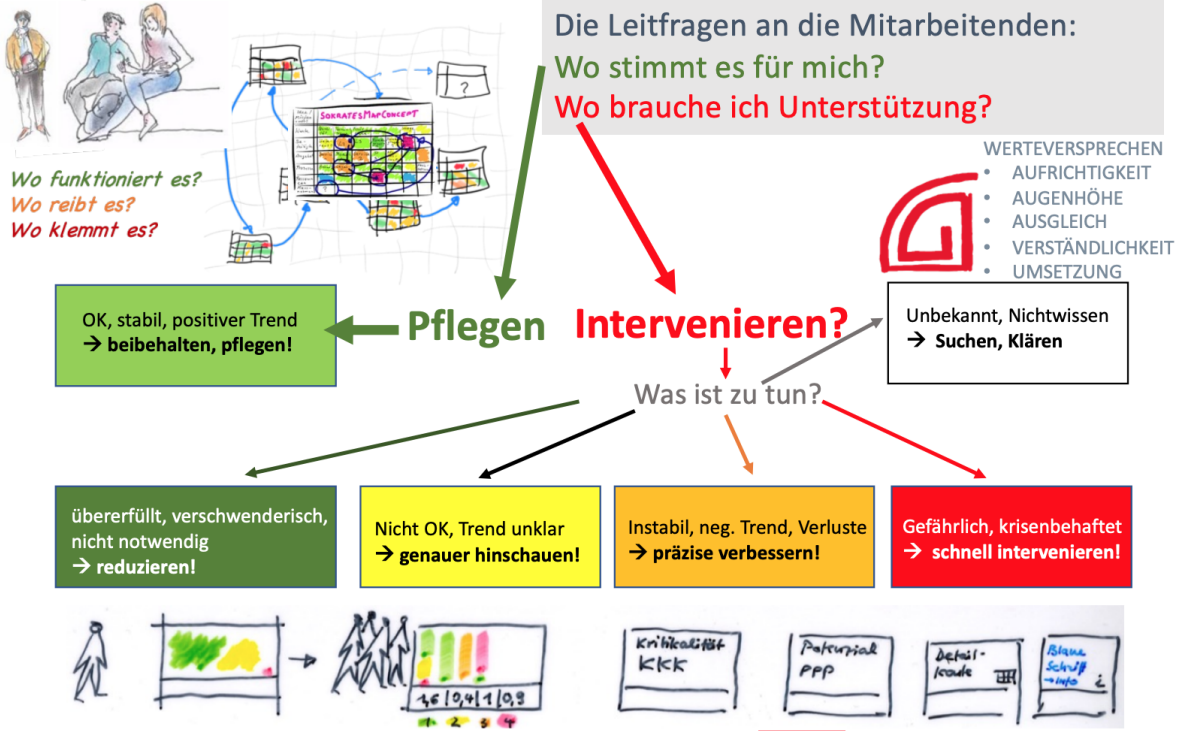 Die Leitfragen an die Mitarbeitenden:
Wo stimmt es für mich?
Wo brauche ich Unterstützung?
?
SOKRATESMAPCONCEPT
WERTEVERSPRECHEN
• AUFRICHTIGKEIT
• AUGENHÖHE
• AUSGLEICH
• VERSTÄNDLICHKEIT
• UMSETZUNG
Wo funktioniert es?
Wo reibt es?
Wo klemmt es?
OK, stabil, positiver Trend
→ beibehalten, pflegen!
Pflegen
Intervenieren?
Unbekannt, Nichtwissen
→ Suchen, Klären
Was ist zu tun?
übererfüllt, verschwenderisch,
nicht notwendig
→ reduzieren!
Nicht OK, Trend unklar
→ genauer hinschauen!
Instabil, neg. Trend, Verluste
→ präzise verbessern!
Gefährlich, krisenbehaftet
→ schnell intervenieren!
1,6 | 0,4 | 1 | 0,9
1 2 3 4
Kritikalität
KKK
Potenzial
PPP
Detail-
karte
Blaue
Schrift
→ Info
i